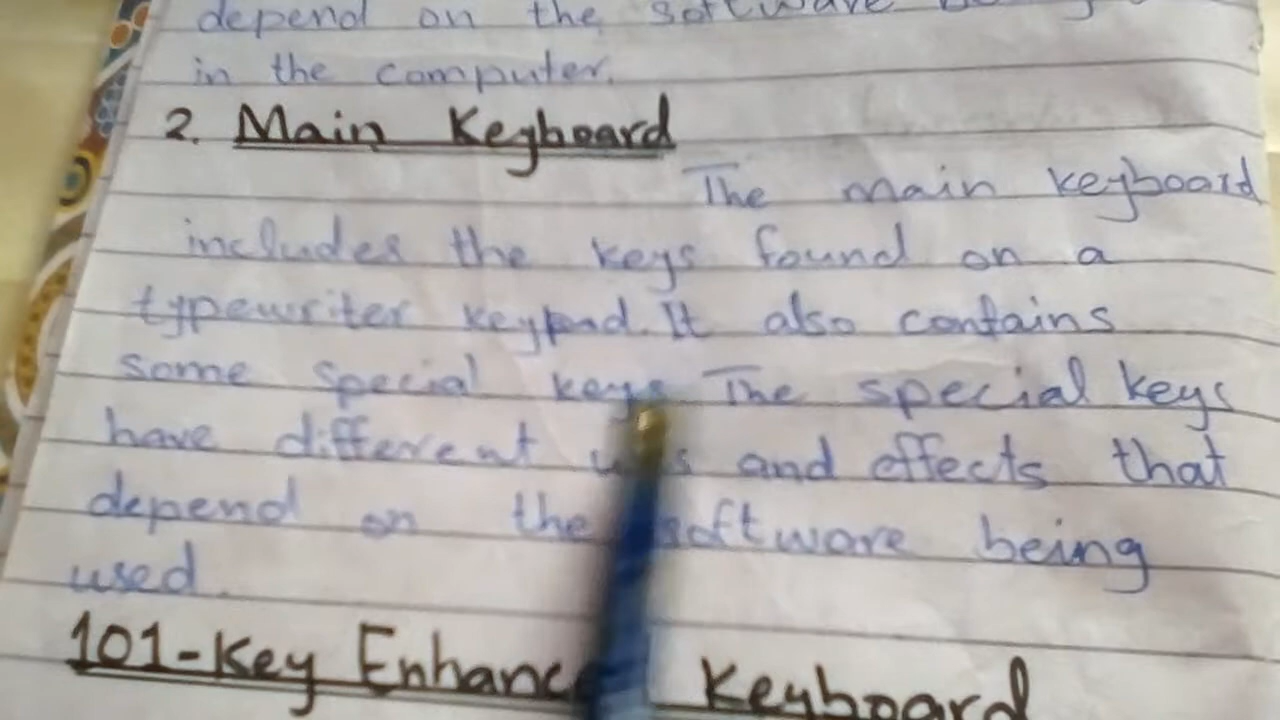 depend on the software
in the computer.
2. Main Keyboard
The main keyboard
includes the keys found on a
typewriter keypad. It also contains
some special keys The special keys
have different and effects that
depend on the software being
used.
101-Key Keyboard